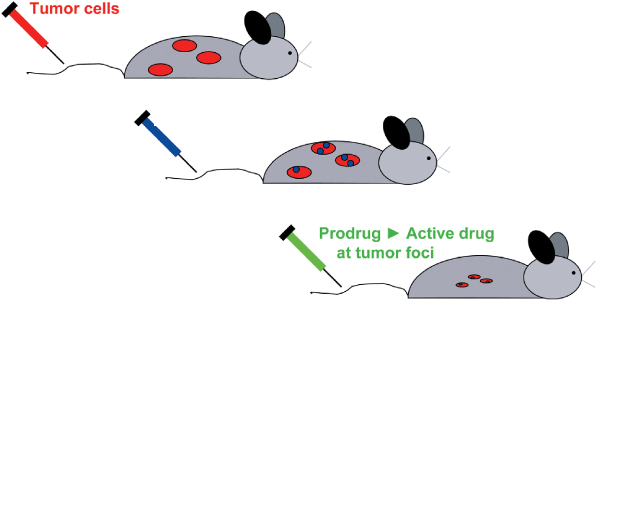 Tumor cells
Prodrug ► Active drug
at tumor foci